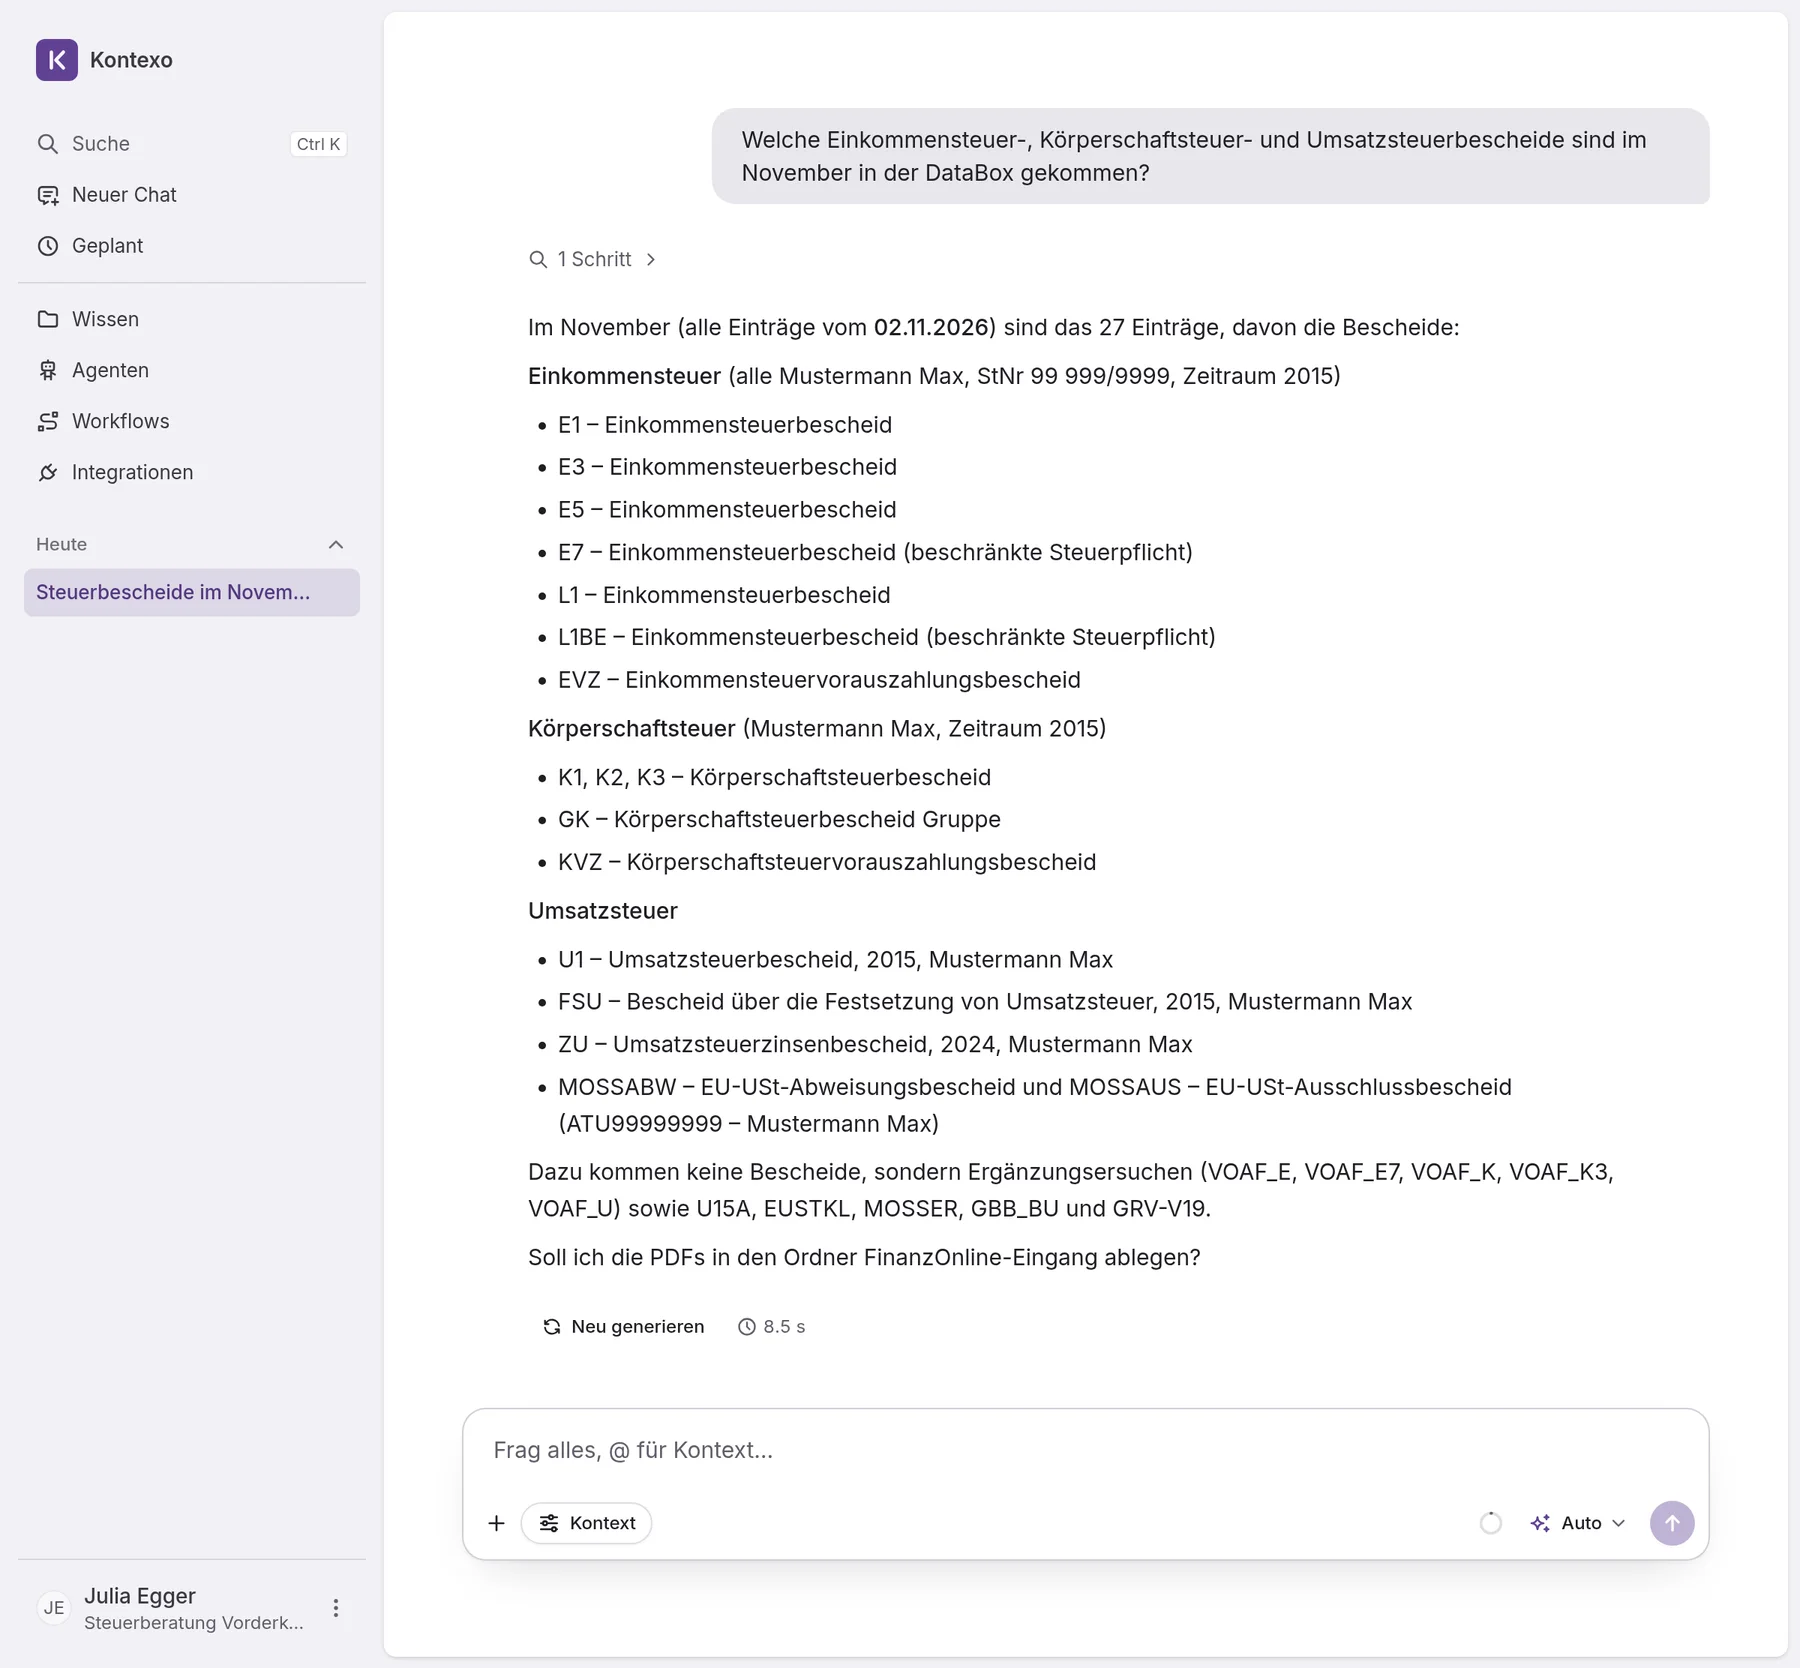 Kontexo
Suche
Ctrl K
Neuer Chat
Geplant
Wissen
Agenten
Workflows
Integrationen
Heute
Steuerbescheide im Novem...
Welche Einkommensteuer-, Körperschaftsteuer- und Umsatzsteuerbescheide sind im
November in der DataBox gekommen?
1 Schritt
Im November (alle Einträge vom 02.11.2026) sind das 27 Einträge, davon die Bescheide:
Einkommensteuer (alle Mustermann Max, StNr 99 999/9999, Zeitraum 2015)
• E1 – Einkommensteuerbescheid
• E3 – Einkommensteuerbescheid
• E5 – Einkommensteuerbescheid
• E7 – Einkommensteuerbescheid (beschränkte Steuerpflicht)
• L1 – Einkommensteuerbescheid
• L1BE – Einkommensteuerbescheid (beschränkte Steuerpflicht)
• EVZ – Einkommensteuervorauszahlungsbescheid
Körperschaftsteuer (Mustermann Max, Zeitraum 2015)
• K1, K2, K3 – Körperschaftsteuerbescheid
• GK – Körperschaftsteuerbescheid Gruppe
• KVZ – Körperschaftsteuervorauszahlungsbescheid
Umsatzsteuer
• U1 – Umsatzsteuerbescheid, 2015, Mustermann Max
• FSU – Bescheid über die Festsetzung von Umsatzsteuer, 2015, Mustermann Max
• ZU – Umsatzsteuerzinsenbescheid, 2024, Mustermann Max
• MOSSABW – EU-USt-Abweisungsbescheid und MOSSAUS – EU-USt-Ausschlussbescheid
(ATU99999999 – Mustermann Max)
Dazu kommen keine Bescheide, sondern Ergänzungsersuchen (VOAF_E, VOAF_E7, VOAF_K, VOAF_K3,
VOAF_U) sowie U15A, EUSTKL, MOSSER, GBB_BU und GRV-V19.
Soll ich die PDFs in den Ordner FinanzOnline-Eingang ablegen?
Neu generieren
8.5 s
Frag alles, @ für Kontext...
Kontext
Auto
JE
Julia Egger
Steuerberatung Vorderk...